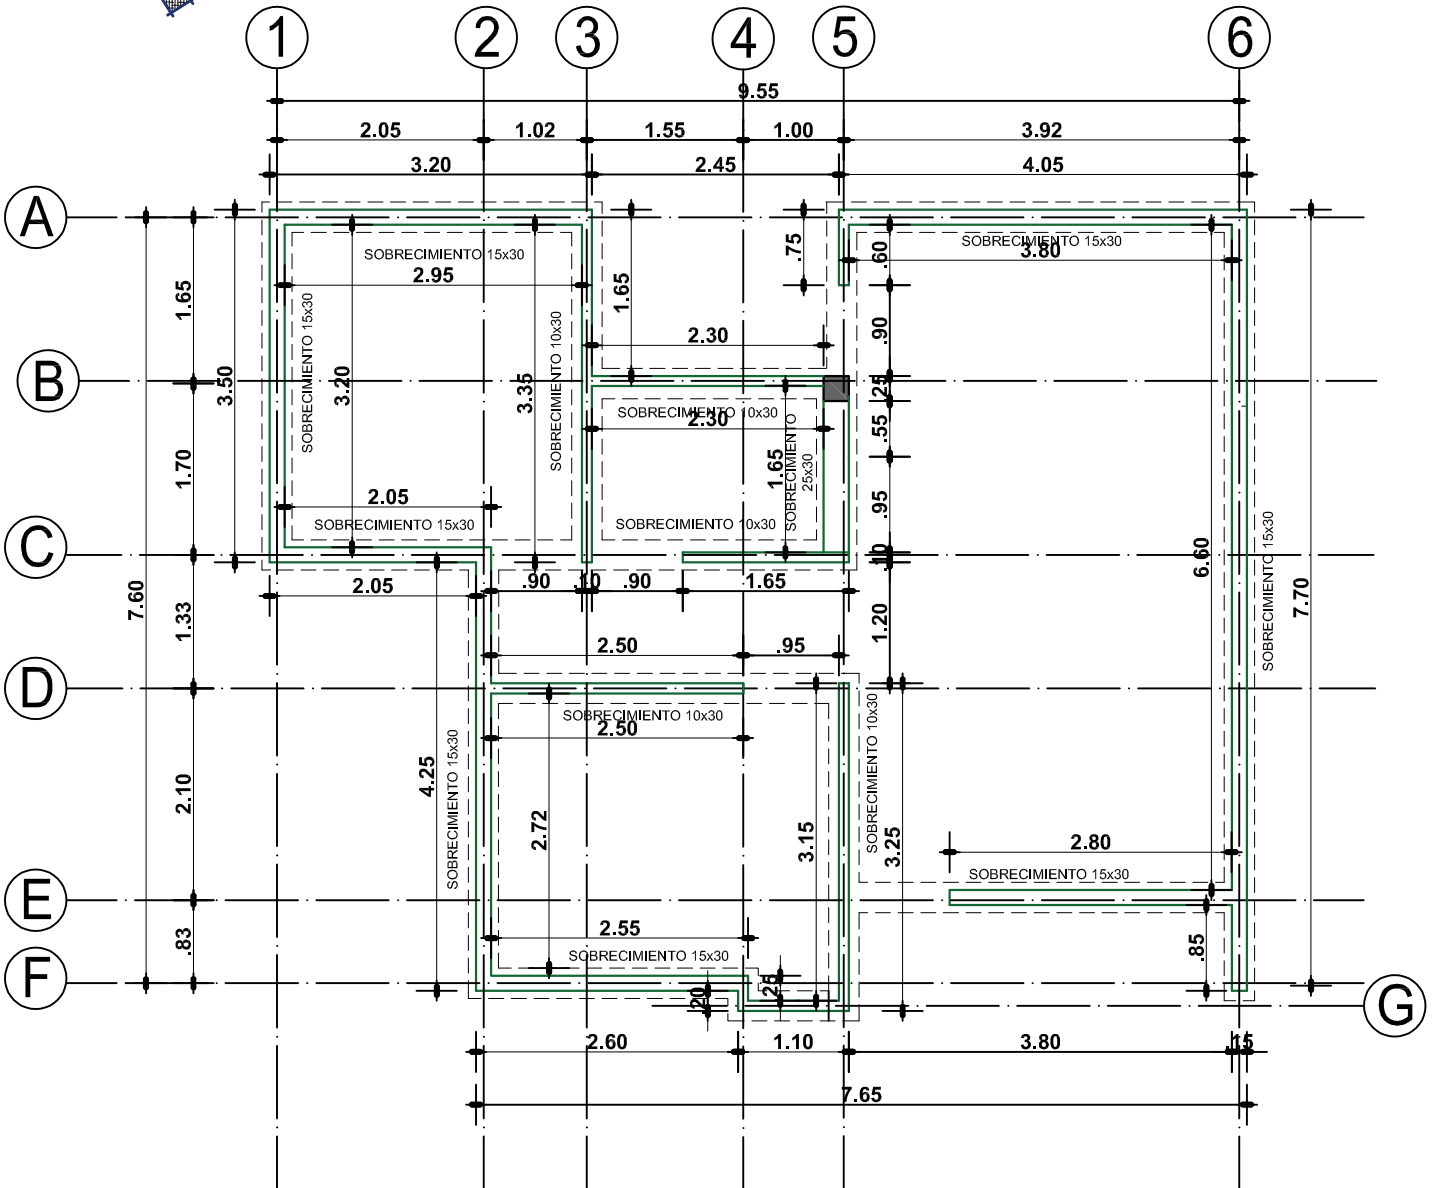 1 2 3 4 5 6
9.55
2.05 1.02 1.55 1.00 3.92
3.20 2.45 4.05
A
B
C
D
E
F
G
SOBRECIMIENTO 15x30
2.95
SOBRECIMIENTO 15x30
3.80
.75
.60
1.65
1.65
3.50
SOBRECIMIENTO 15x30
3.20
3.35
SOBRECIMIENTO 10x30
2.30
.90
.25
SOBRECIMIENTO 10x30
2.30
.55
1.70
1.65
SOBRECIMIENTO
25x30
2.05
SOBRECIMIENTO 15x30
SOBRECIMIENTO 10x30
.95
.10
6.60
SOBRECIMIENTO 15x30
7.70
7.60
1.33
2.05
.90 .10 .90 1.65
1.20
2.50 .95
SOBRECIMIENTO 10x30
2.50
SOBRECIMIENTO 10x30
2.10
4.25
SOBRECIMIENTO 15x30
2.72
3.15
3.25
2.80
SOBRECIMIENTO 15x30
.83
2.55
SOBRECIMIENTO 15x30
.85
.20
.25
2.60 1.10 3.80 .15
7.65